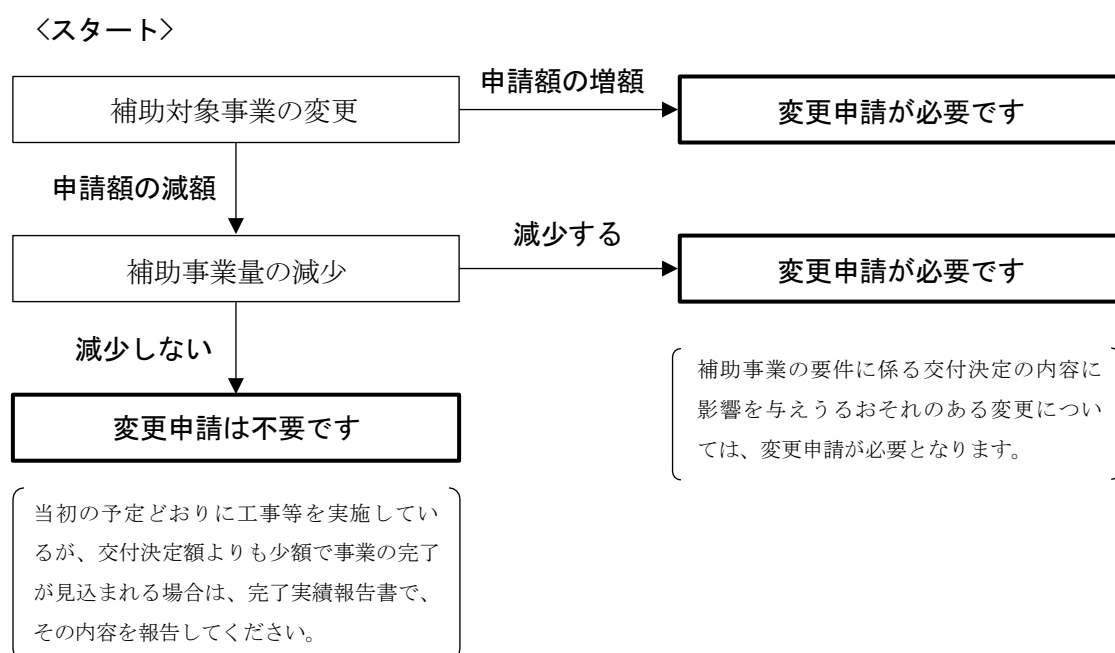 〈スタート〉
補助対象事業の変更
申請額の増額
変更申請が必要です
申請額の減額
補助事業量の減少
減少する
変更申請が必要です
減少しない
変更申請は不要です
補助事業の要件に係る交付決定の内容に
影響を与えうるおそれのある変更につい
ては、変更申請が必要となります。
当初の予定どおりに工事等を実施してい
るが、交付決定額よりも少額で事業の完了
が見込まれる場合は、完了実績報告書で、
その内容を報告してください。